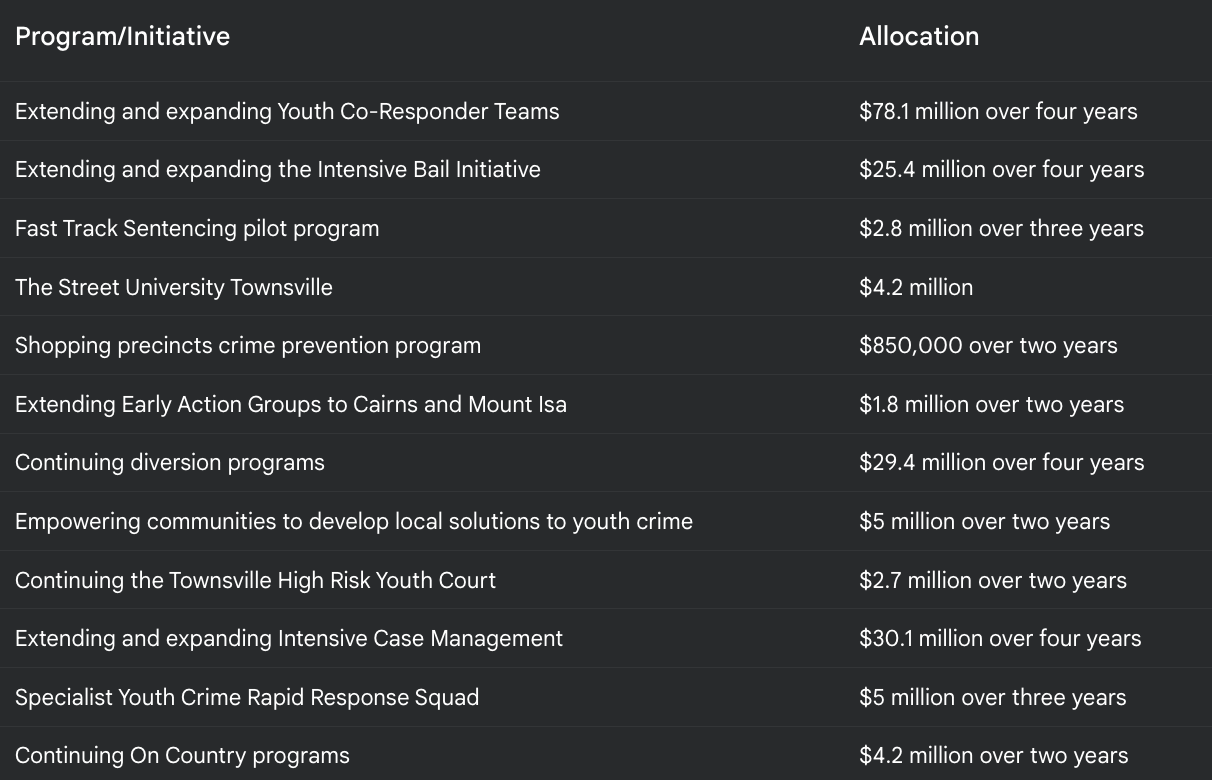 Program/Initiative Allocation
Extending and expanding Youth Co-Responder Teams $78.1 million over four years
Extending and expanding the Intensive Bail Initiative $25.4 million over four years
Fast Track Sentencing pilot program $2.8 million over three years
The Street University Townsville $4.2 million
Shopping precincts crime prevention program $850,000 over two years
Extending Early Action Groups to Cairns and Mount Isa $1.8 million over two years
Continuing diversion programs $29.4 million over four years
Empowering communities to develop local solutions to youth crime $5 million over two years
Continuing the Townsville High Risk Youth Court $2.7 million over two years
Extending and expanding Intensive Case Management $30.1 million over four years
Specialist Youth Crime Rapid Response Squad $5 million over three years
Continuing On Country programs $4.2 million over two years